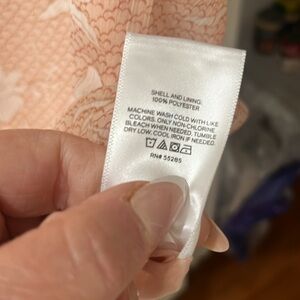 SHELL AND LINING:
100% POLYESTER
MACHINE WASH COLD WITH LIKE
COLORS. ONLY NON-CHLORINE
BLEACH WHEN NEEDED. TUMBLE
DRY LOW. COOL IRON IF NEEDED.
RN# 55285